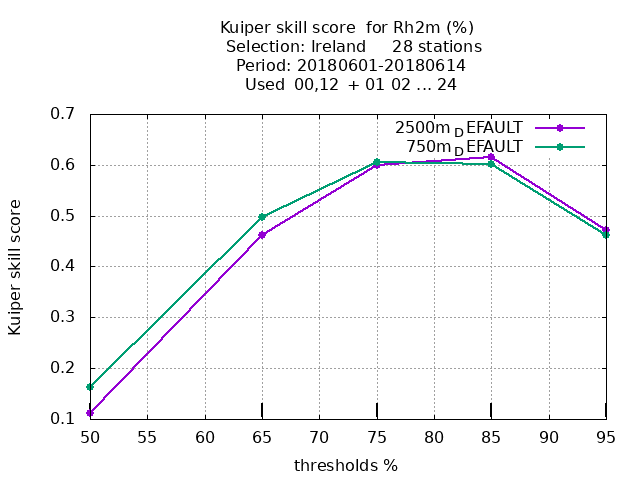 Kuiper skill score  for Rh2m (%)
Selection: Ireland     28 stations
Period: 20180601-20180614
Used  00,12  + 01 02 ... 24
2500m_DEFAULT
750m_DEFAULT
Kuiper skill score
0.7
0.6
0.5
0.4
0.3
0.2
0.1
50 55 60 65 70 75 80 85 90 95
thresholds %